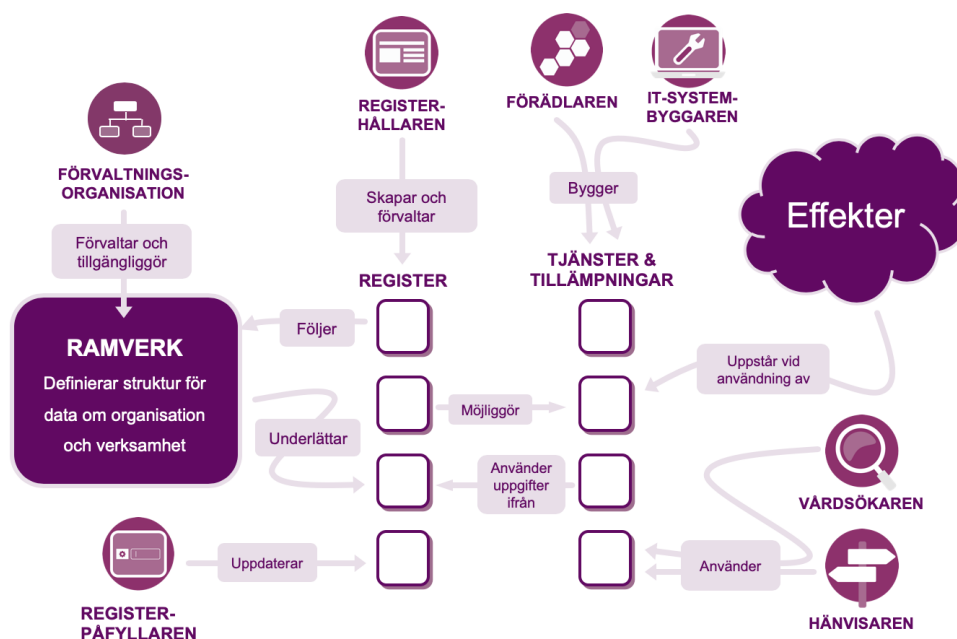 REGISTER-
HÅLLAREN
FÖRÄDLAREN
IT-SYSTEM-
BYGGAREN
FÖRVALTNINGS-
ORGANISATION
Skapar och
förvaltar
Bygger
Effekter
Förvaltar och
tillgängliggör
REGISTER
TJÄNSTER &
TILLÄMPNINGAR
RAMVERK
Definierar struktur för
data om organisation
och verksamhet
Följer
Uppstår vid
användning av
Underlättar
Möjliggör
Använder
uppgifter
ifrån
VÅRDSÖKAREN
Uppdaterar
Använder
REGISTER-
PÅFYLLAREN
HÄNVISAREN